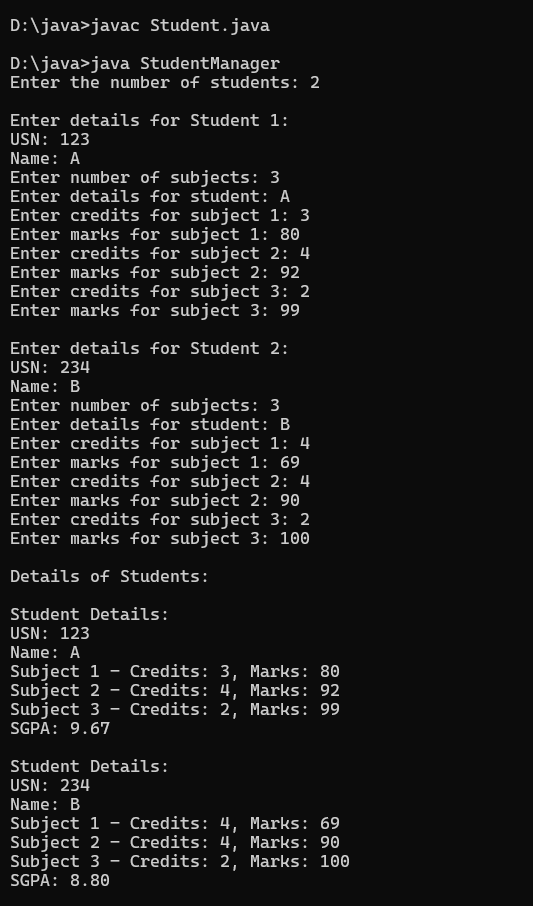 D:\java>javac Student.java
D:\java>java StudentManager
Enter the number of students: 2
Enter details for Student 1:
USN: 123
Name: A
Enter number of subjects: 3
Enter details for student: A
Enter credits for subject 1: 3
Enter marks for subject 1: 80
Enter credits for subject 2: 4
Enter marks for subject 2: 92
Enter credits for subject 3: 2
Enter marks for subject 3: 99
Enter details for Student 2:
USN: 234
Name: B
Enter number of subjects: 3
Enter details for student: B
Enter credits for subject 1: 4
Enter marks for subject 1: 69
Enter credits for subject 2: 4
Enter marks for subject 2: 90
Enter credits for subject 3: 2
Enter marks for subject 3: 100
Details of Students:
Student Details:
USN: 123
Name: A
Subject 1 - Credits: 3, Marks: 80
Subject 2 - Credits: 4, Marks: 92
Subject 3 - Credits: 2, Marks: 99
SGPA: 9.67
Student Details:
USN: 234
Name: B
Subject 1 - Credits: 4, Marks: 69
Subject 2 - Credits: 4, Marks: 90
Subject 3 - Credits: 2, Marks: 100
SGPA: 8.80